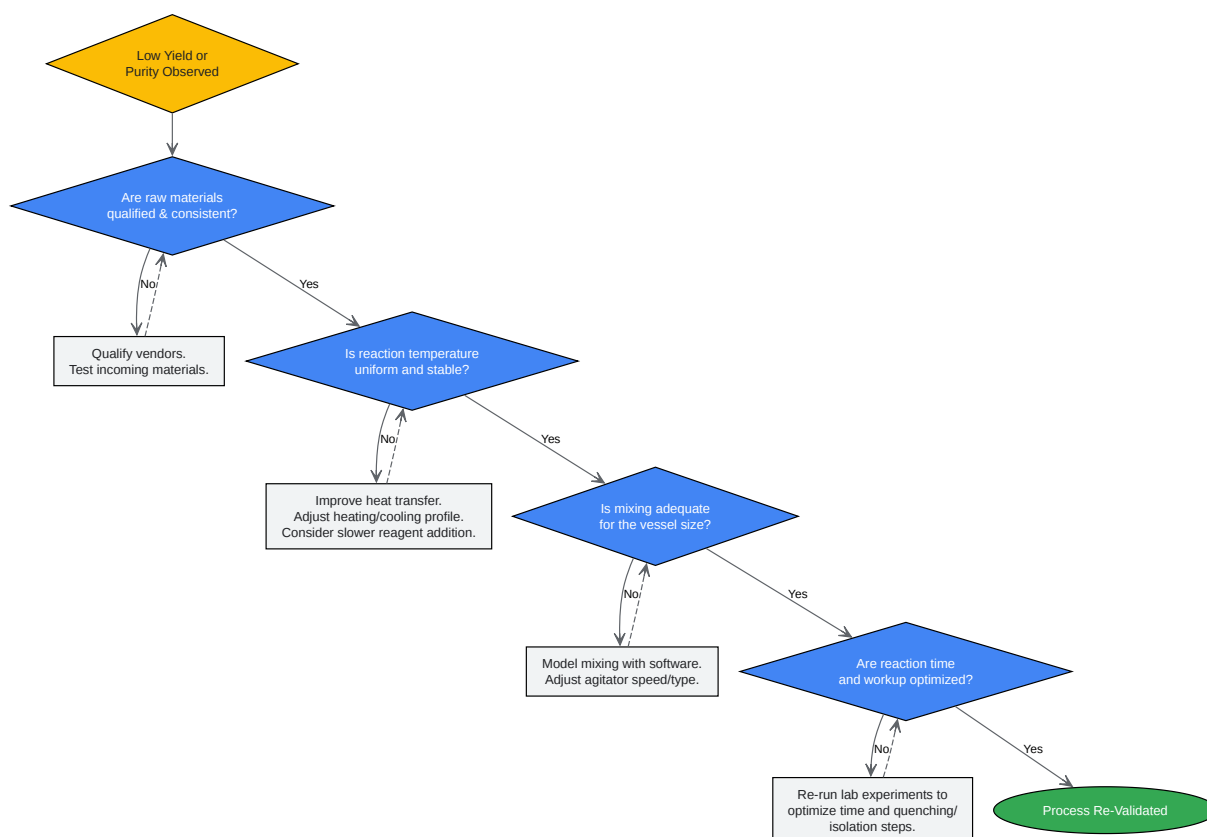 Low Yield or
Purity Observed
Are raw materials
qualified & consistent?
No
Yes
Qualify vendors.
Test incoming materials.
Is reaction temperature
uniform and stable?
No
Yes
Improve heat transfer.
Adjust heating/cooling profile.
Consider slower reagent addition.
Is mixing adequate
for the vessel size?
No
Yes
Model mixing with software.
Adjust agitator speed/type.
Are reaction time
and workup optimized?
No
Yes
Re-run lab experiments to
optimize time and quenching/
isolation steps.
Process Re-Validated